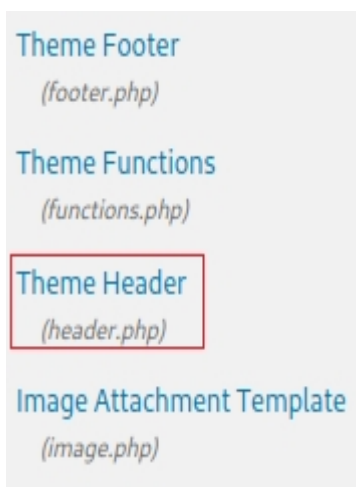 Theme Footer
(footer.php)
Theme Functions
(functions.php)
Theme Header
(header.php)
Image Attachment Template
(image.php)